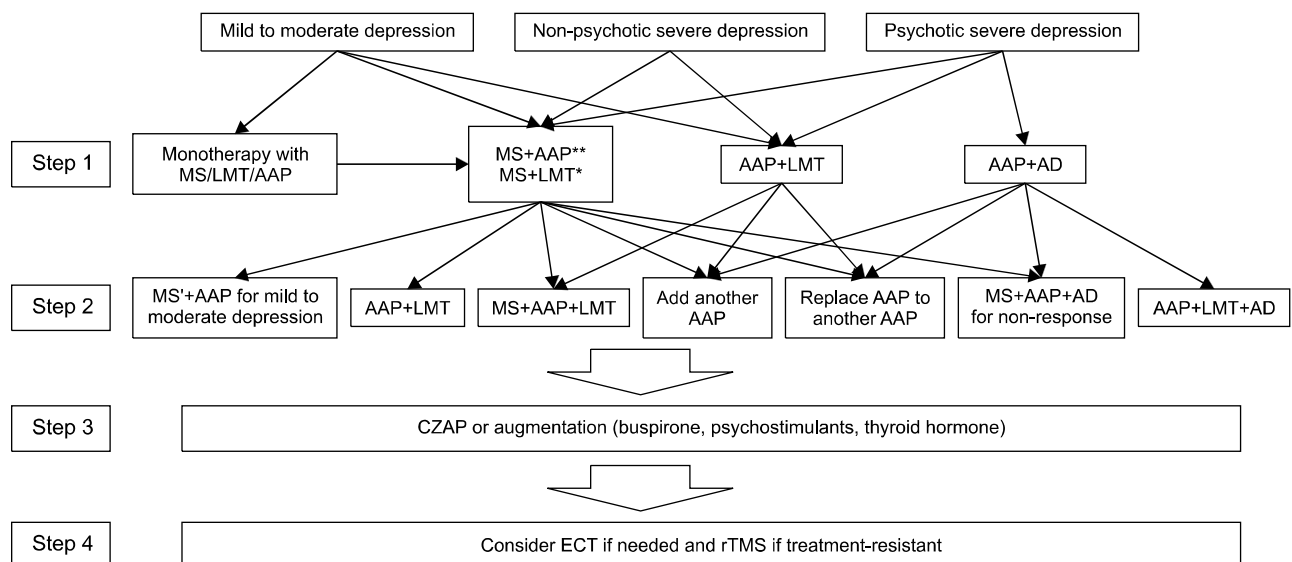 Mild to moderate depression
Non-psychotic severe depression
Psychotic severe depression
Step 1
Monotherapy with
MS/LMT/AAP
MS+AAP**
MS+LMT*
AAP+LMT
AAP+AD
Step 2
MS'+AAP for mild to
moderate depression
AAP+LMT
MS+AAP+LMT
Add another
AAP
Replace AAP to
another AAP
MS+AAP+AD
for non-response
AAP+LMT+AD
Step 3
CZAP or augmentation (buspirone, psychostimulants, thyroid hormone)
Step 4
Consider ECT if needed and rTMS if treatment-resistant